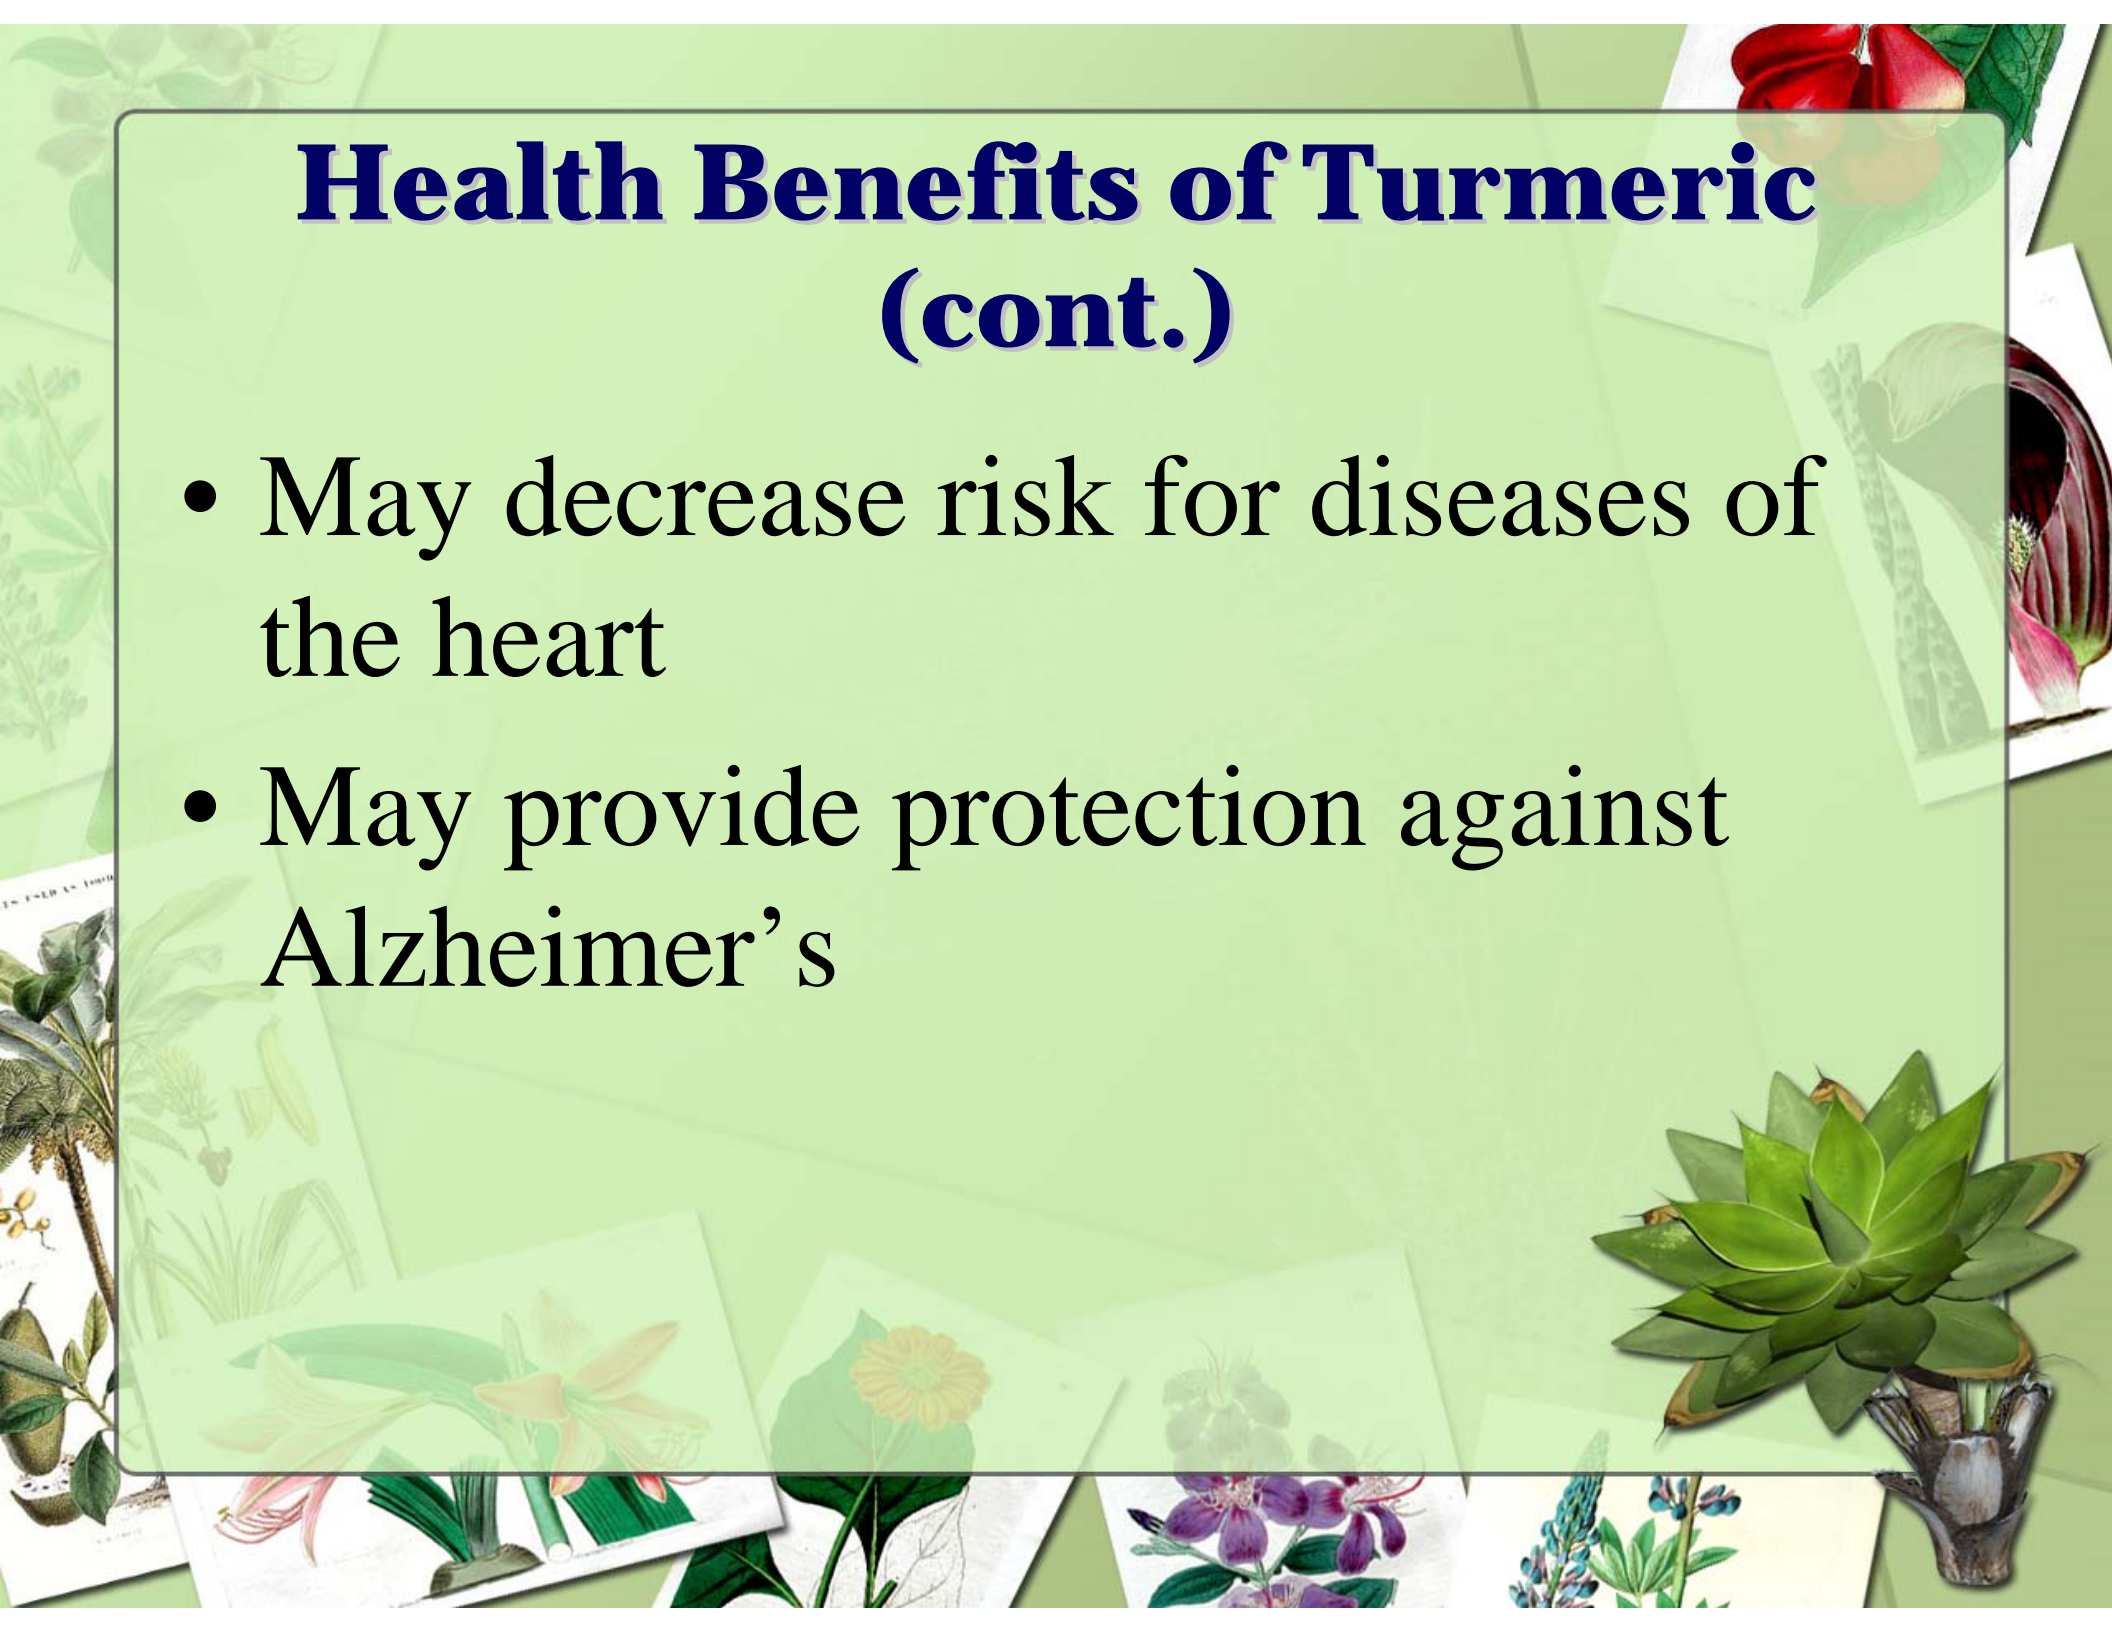 Health Benefits of Turmeric
(cont.)
• May decrease risk for diseases of
the heart
• May provide protection against
Alzheimer’s